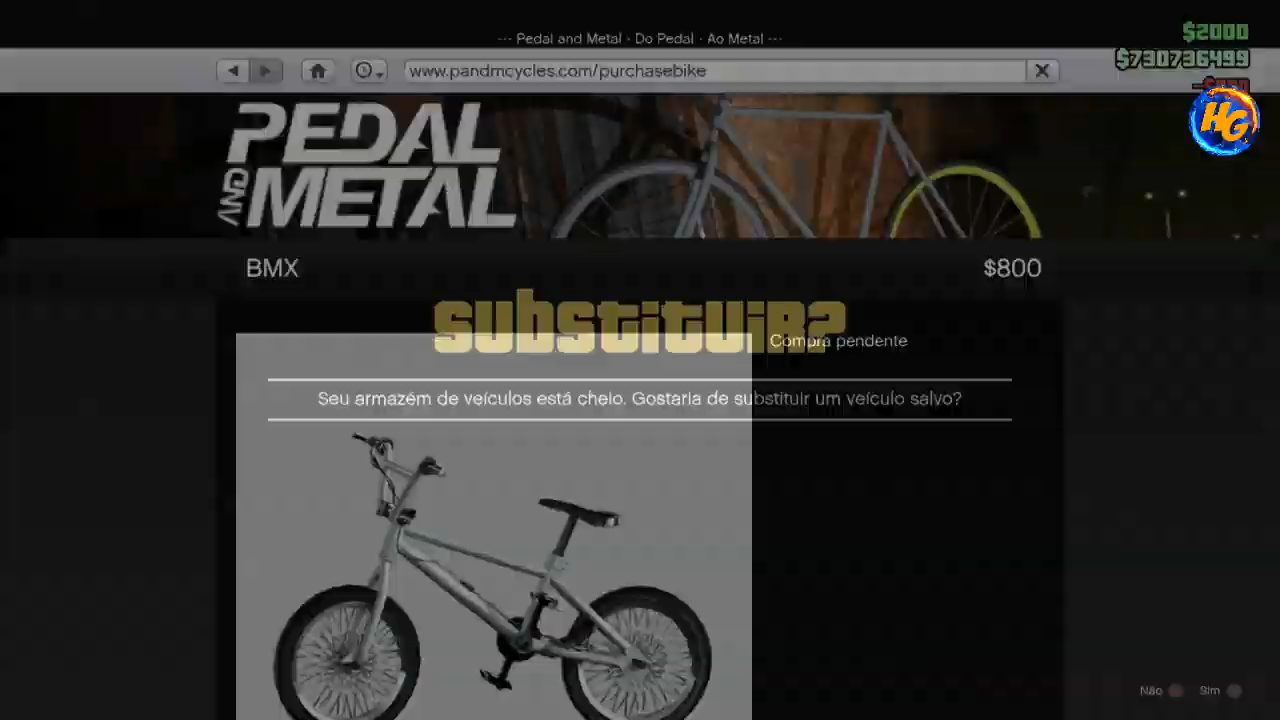 --- Pedal and Metal - Do Pedal - Ao Metal ---
$2000
www.pandmcycles.com/purchasebike
$730736499
HG
PEDAL
AND METAL
BMX
$800
substituir?
Compra pendente
Seu armazém de veículos está cheio. Gostaria de substituir um veículo salvo?
Não
Sim